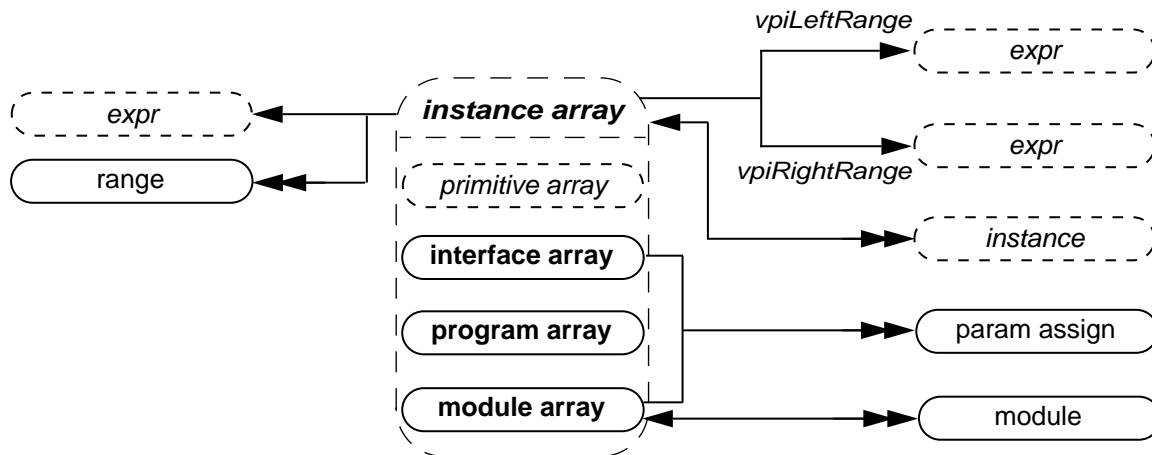 vpiLeftRange
expr
instance array
expr
expr
range
vpiRightRange
primitive array
instance
interface array
program array
param assign
module array
module